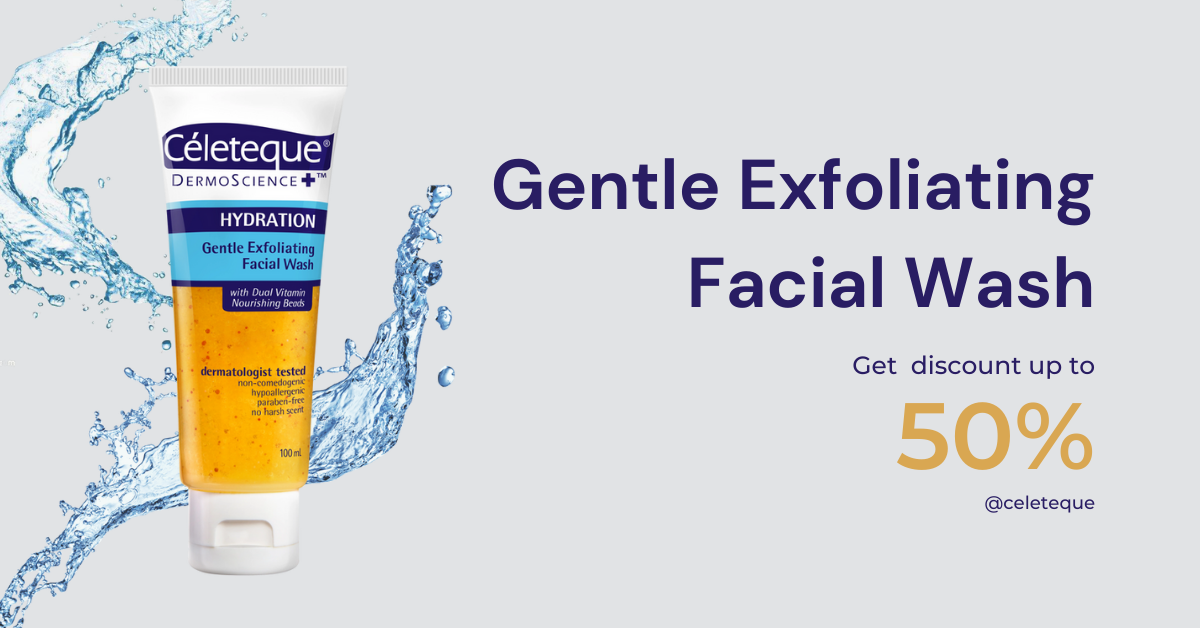 Céleteque®
DERMOSCIENCE✚™
HYDRATION
Gentle Exfoliating
Facial Wash
with Dual Vitamin
Nourishing Beads
dermatologist tested
non-comedogenic
hypoallergenic
paraben-free
no harsh scent
100 mL
Gentle Exfoliating
Facial Wash
Get discount up to
50%
@celeteque